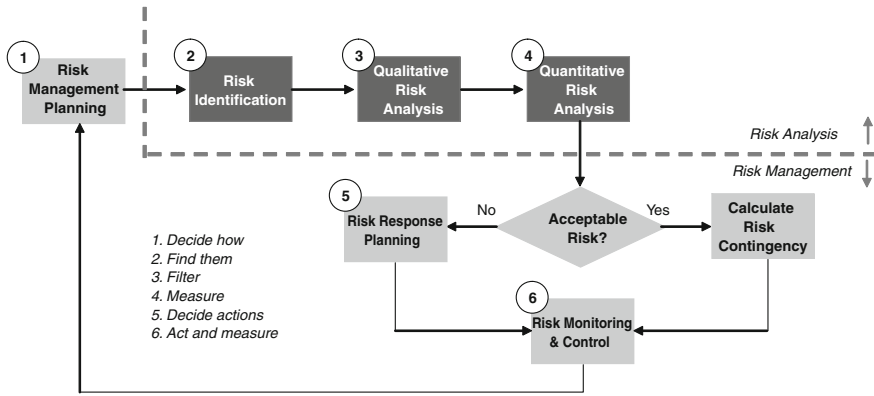 1
Risk
Management
Planning
2
Risk
Identification
3
Qualitative
Risk
Analysis
4
Quantitative
Risk
Analysis
Risk Analysis
Risk Management
5
Risk Response
Planning
No
Acceptable
Risk?
Yes
Calculate
Risk
Contingency
1. Decide how
2. Find them
3. Filter
4. Measure
5. Decide actions
6. Act and measure
6
Risk Monitoring
& Control